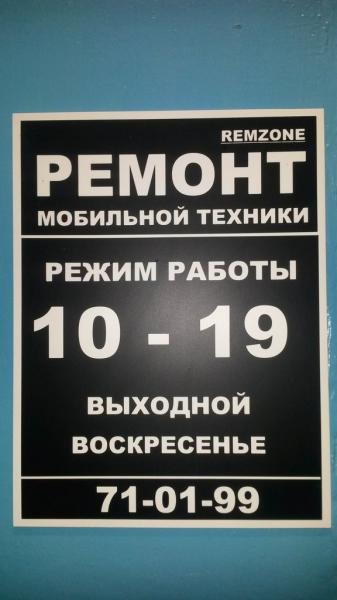 REMZONE
РЕМОНТ
МОБИЛЬНОЙ ТЕХНИКИ
РЕЖИМ РАБОТЫ
10 - 19
ВЫХОДНОЙ
ВОСКРЕСЕНЬЕ
71-01-99